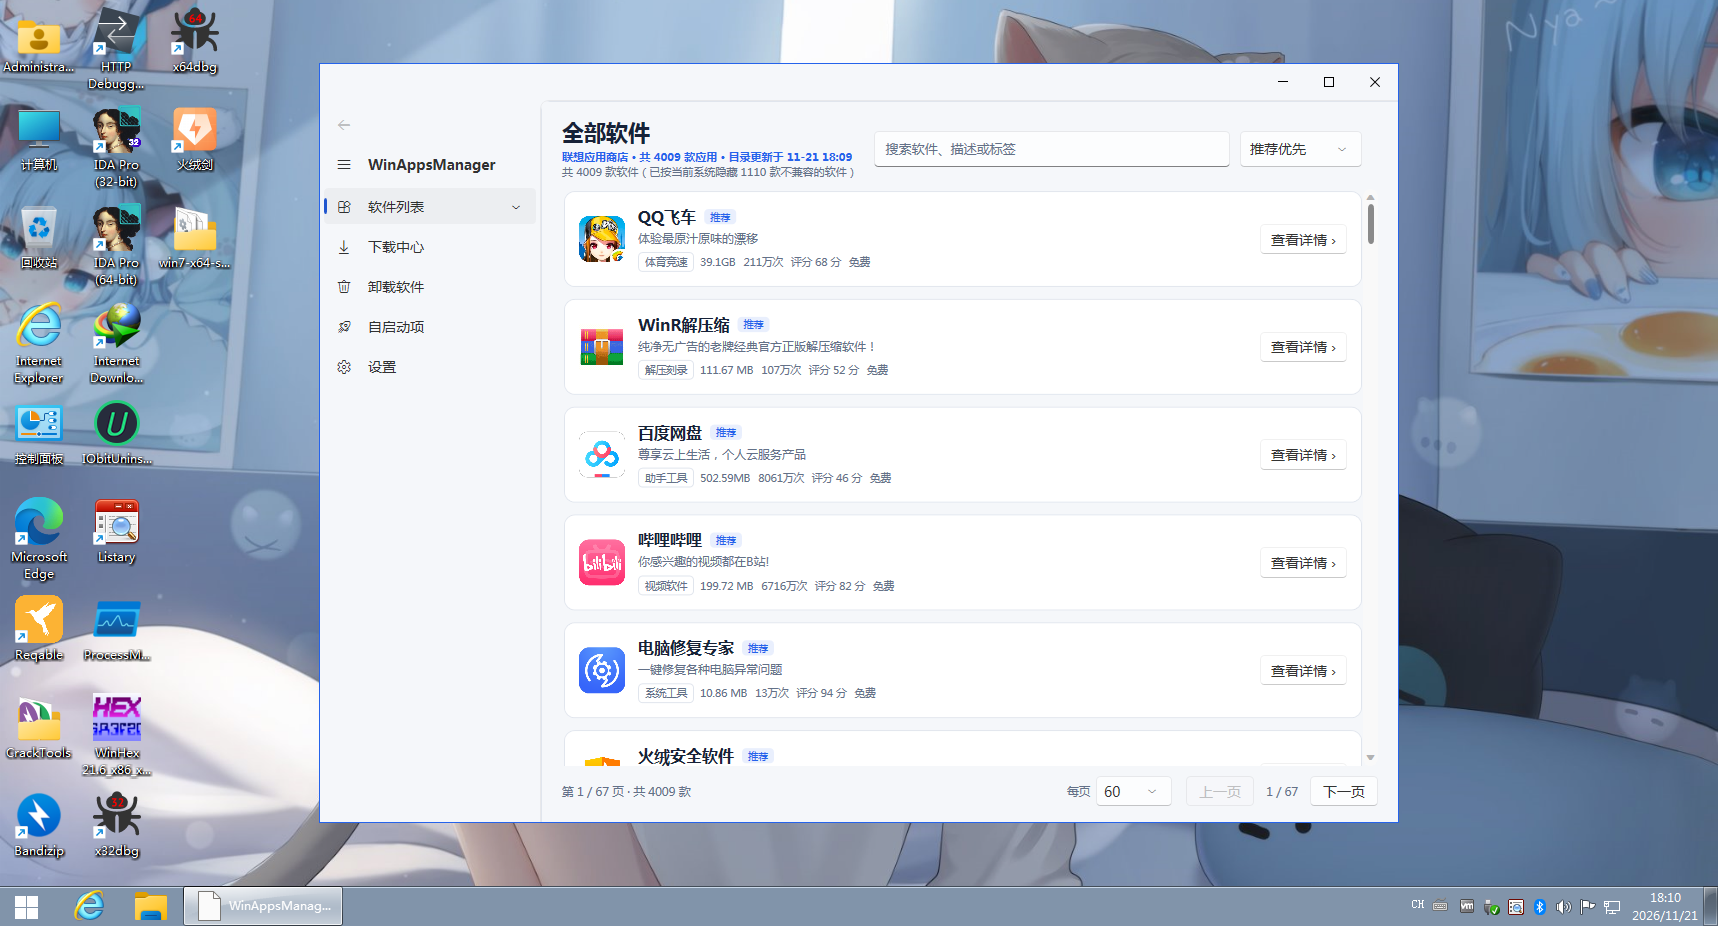 Nya ~
Administra...
HTTP
Debugg...
64
x64dbg
计算机
32
IDA Pro
(32-bit)
火绒剑
回收站
IDA Pro
(64-bit)
win7-x64-s...
Internet
Explorer
Internet
Downlo...
控制面板
IObitUnins...
Microsoft
Edge
Listary
Reqable
ProcessM...
CrackTools
HEX
WinHex
21.6_x86_x...
Bandizip
32
x32dbg
WinAppsManager
软件列表
下载中心
卸载软件
自启动项
设置
全部软件
联想应用商店 • 共 4009 款应用 • 目录更新于 11-21 18:09
共 4009 款软件（已按当前系统隐藏 1110 款不兼容的软件）
搜索软件、描述或标签
推荐优先
QQ飞车 推荐
体验最原汁原味的漂移
体育竞速 39.1GB 211万次 评分 68 分 免费
查看详情 ›
WinR解压缩 推荐
纯净无广告的老牌经典官方正版解压缩软件！
解压刻录 111.67 MB 107万次 评分 52 分 免费
查看详情 ›
百度网盘 推荐
尊享云上生活，个人云服务产品
助手工具 502.59MB 8061万次 评分 46 分 免费
查看详情 ›
bilibili
哔哩哔哩 推荐
你感兴趣的视频都在B站!
视频软件 199.72 MB 6716万次 评分 82 分 免费
查看详情 ›
电脑修复专家 推荐
一键修复各种电脑异常问题
系统工具 10.86 MB 13万次 评分 94 分 免费
查看详情 ›
火绒安全软件 推荐
第 1 / 67 页 · 共 4009 款
每页 60
上一页
1 / 67
下一页
WinAppsManag...
CH
18:10
2026/11/21